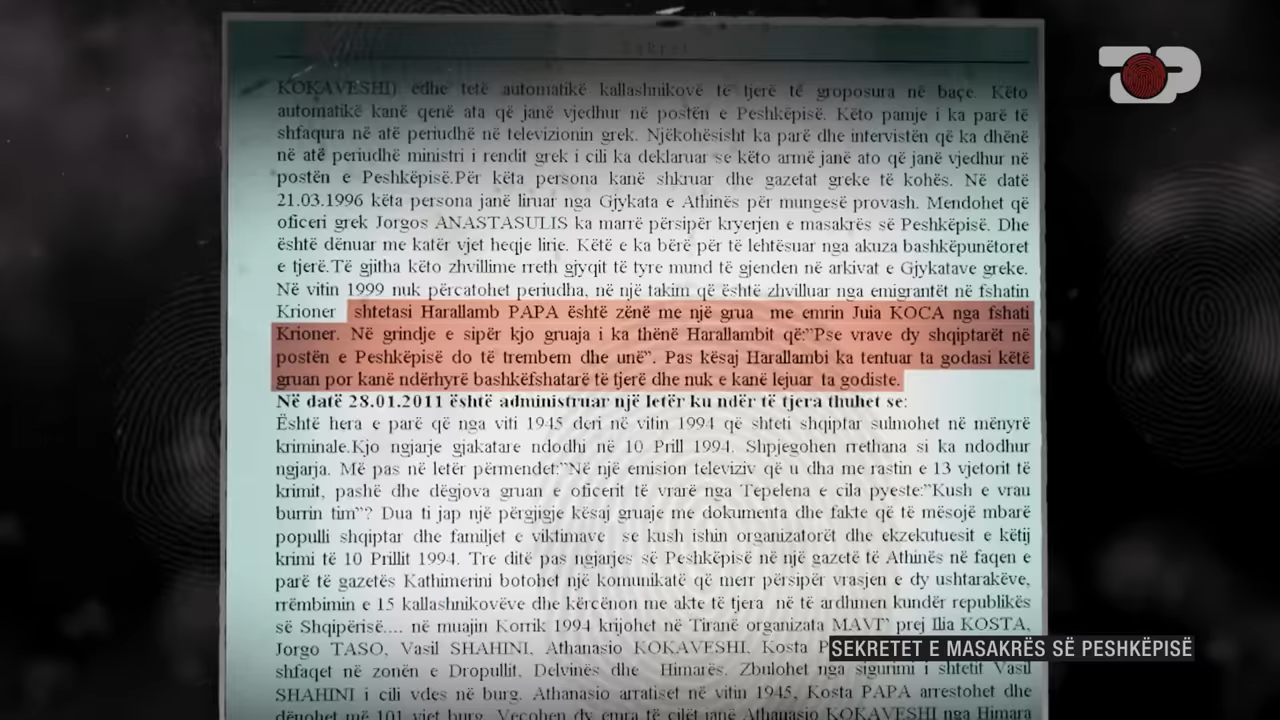 Sekret
KOKAVESHI) edhe tetë automatikë kallashnikovë të tjerë të groposura në baçe. Këto
automatikë kanë qenë ata që janë vjedhur në postën e Peshkëpisë. Këto pamje i ka parë të
shfaqura në atë periudhë në televizionin grek. Njëkohësisht ka parë dhe intervistën që ka dhënë
në atë periudhë ministri i rendit grek i cili ka deklaruar se këto armë janë ato që janë vjedhur në
postën e Peshkëpisë.Për këta persona kanë shkruar dhe gazetat greke të kohës. Në datë
21.03.1996 këta persona janë liruar nga Gjykata e Athinës për mungesë provash. Mendohet që
oficeri grek Jorgos ANASTASULIS ka marrë përsipër kryerjen e masakrës së Peshkëpisë. Dhe
është dënuar me katër vjet heqje lirie. Këtë e ka bërë për të lehtësuar nga akuza bashkëpunëtoret
e tjerë.Të gjitha këto zhvillime rreth gjyqit të tyre mund të gjenden në arkivat e Gjykatave greke.
Në vitin 1999 nuk përcatohet periudha, në një takim që është zhvilluar nga emigrantët në fshatin
Krioner shtetasi Harallamb PAPA është zënë me një grua me emrin Juia KOCA nga fshati
Krioner. Në grindje e sipër kjo gruaja i ka thënë Harallambit që:"Pse vrave dy shqiptarët në
postën e Peshkëpisë do të trembem dhe unë". Pas kësaj Harallambi ka tentuar ta godasi këtë
gruan por kanë ndërhyrë bashkëfshatarë të tjerë dhe nuk e kanë lejuar ta godiste.
Në datë 28.01.2011 është administruar një letër ku ndër të tjera thuhet se:
Është hera e parë që nga viti 1945 deri në vitin 1994 që shteti shqiptar sulmohet në mënyrë
kriminale.Kjo ngjarje gjakatare ndodhi në 10 Prill 1994. Shpjegohen rrethana si ka ndodhur
ngjarja. Më pas në letër përmendet:"Në një emision televiziv që u dha me rastin e 13 vjetorit të
krimit, pashë dhe dëgjova gruan e oficerit të vrarë nga Tepelena e cila pyeste:"Kush e vrau
burrin tim"? Dua ti jap një përgjigje kësaj gruaje me dokumenta dhe fakte që të mësojë mbarë
populli shqiptar dhe familjet e viktimave se kush ishin organizatorët dhe ekzekutuesit e këtij
krimi të 10 Prillit 1994. Tre ditë pas ngjarjes së Peshkëpisë në një gazetë të Athinës në faqen e
parë të gazetës Kathimerini botohet një komunikatë që merr përsipër vrasjen e dy ushtarakëve,
rrëmbimin e 15 kallashnikovëve dhe kërcënon me akte të tjera në të ardhmen kundër republikës
së Shqipërisë.... në muajin Korrik 1994 krijohet në Tiranë organizata MAVI' prej Ilia KOSTA,
Jorgo TASO, Vasil SHAHINI, Athanasio KOKAVESHI, Kosta P
shfaqet në zonën e Dropullit, Delvinës dhe Himarës. Zbulohet nga sigurimi i shtetit Vasil
SHAHINI i cili vdes në burg. Athanasio arratiset në vitin 1945, Kosta PAPA arrestohet dhe
dënohet më 101 vjet burg. Veçohen dy emra të cilët janë Athanasio KOKAVESHI nga Himara
SEKRETET E MASAKRËS SË PESHKËPISË